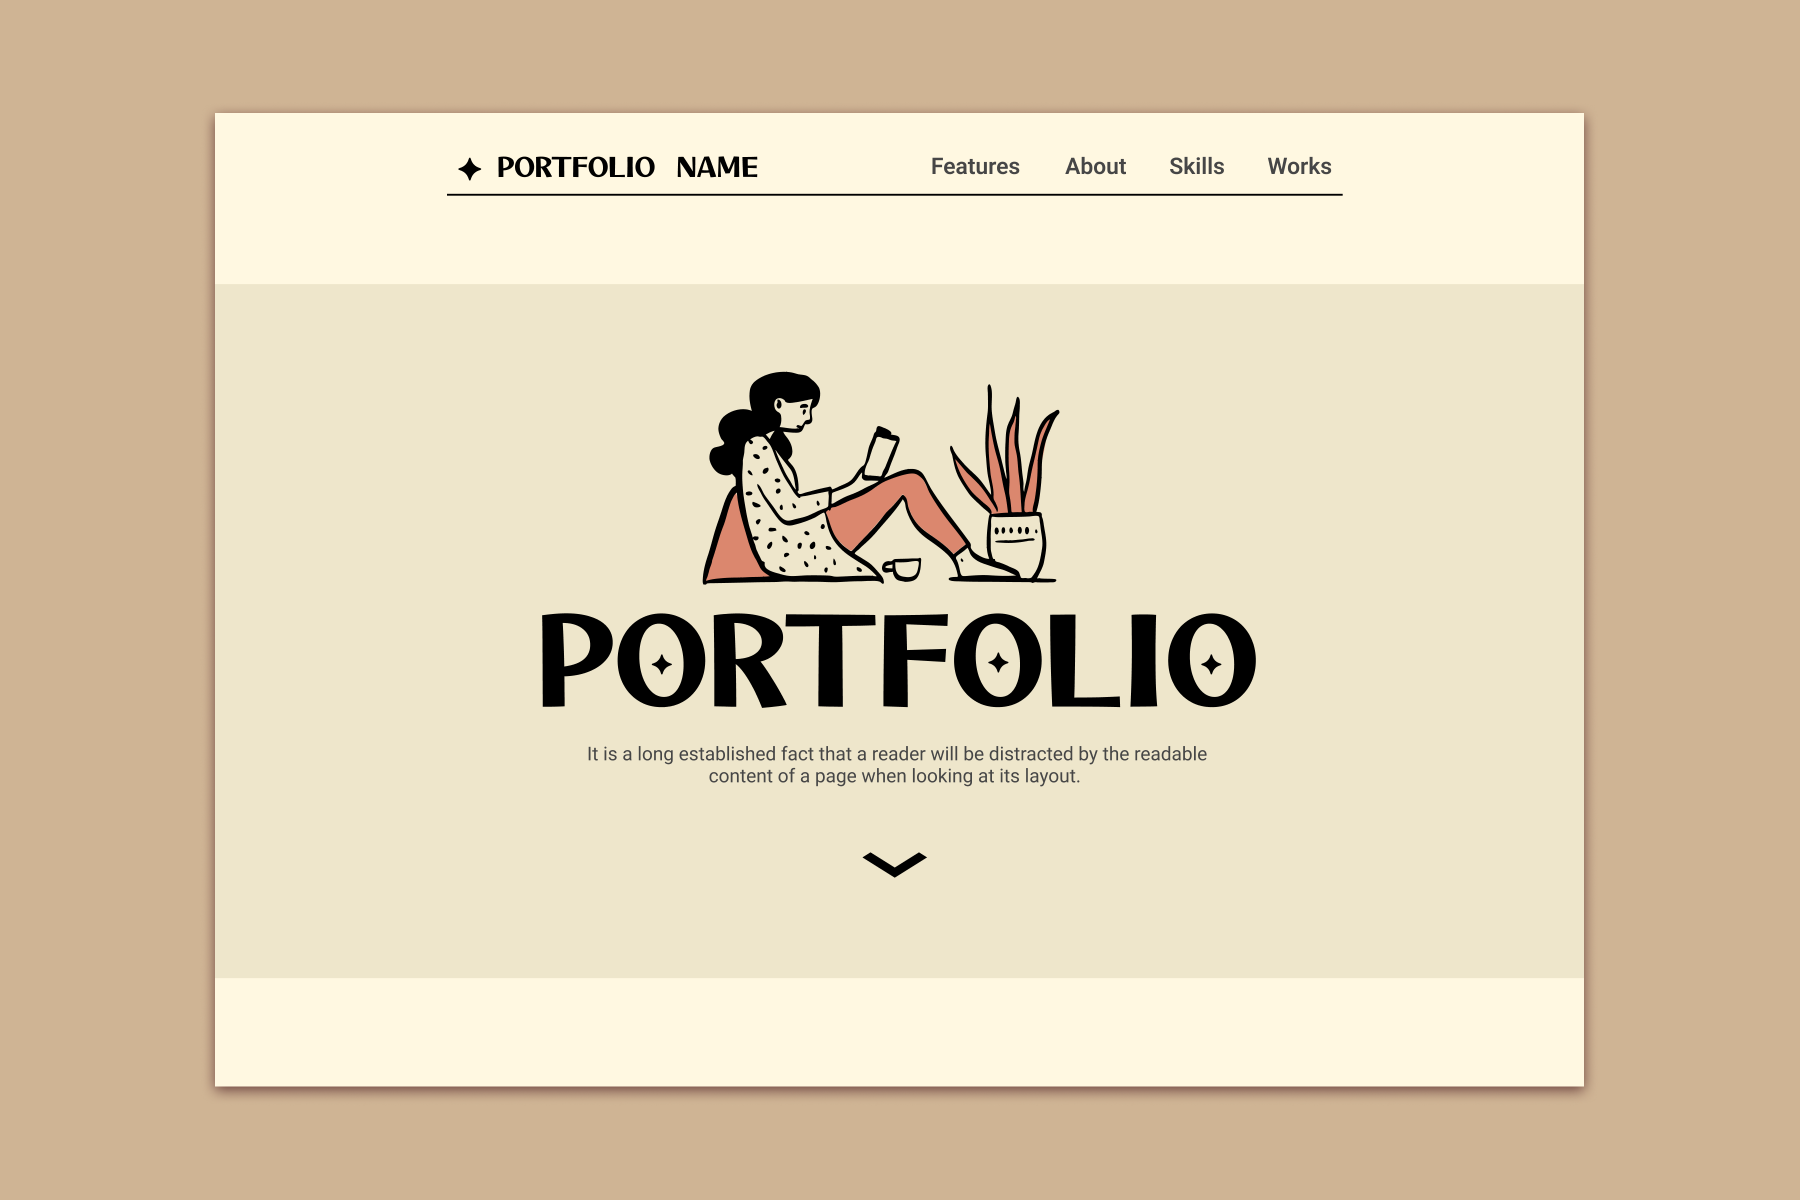 PORTFOLIO NAME
Features About Skills Works
PORTFOLIO
It is a long established fact that a reader will be distracted by the readable
content of a page when looking at its layout.